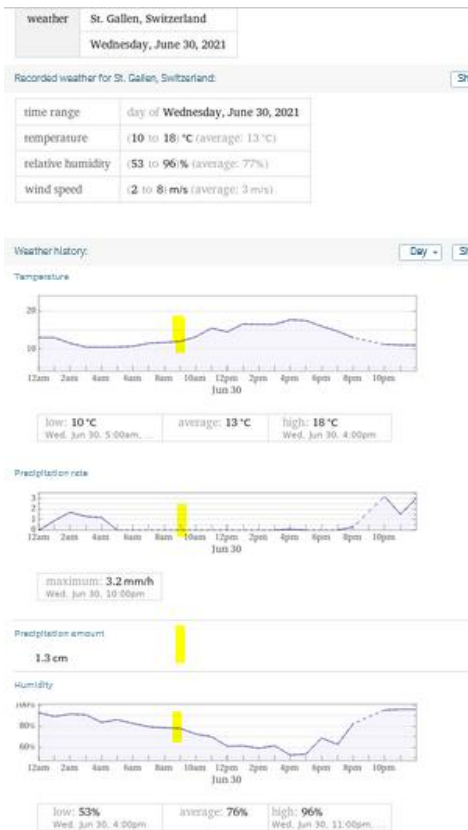 weather St. Gallen, Switzerland
Wednesday, June 30, 2021
Recorded weather for St. Gallen, Switzerland:
time range day of Wednesday, June 30, 2021
temperature (10 to 18) °C (average: 13 °C)
relative humidity (53 to 96)% (average: 77%)
wind speed (2 to 8) m/s (average: 3 m/s)
Weather history: Day
Temperature
20
10
12am 2am 4am 6am 8am 10am 12pm 2pm 4pm 6pm 8pm 10pm
Jun 30
low: 10 °C average: 13 °C high: 18 °C
Wed, Jun 30, 5:00am, ... Wed, Jun 30, 4:00pm
Precipitation rate
3
2
1
0
12am 2am 4am 6am 8am 10am 12pm 2pm 4pm 6pm 8pm 10pm
Jun 30
maximum: 3.2 mm/h
Wed, Jun 30, 10:00pm
Precipitation amount
1.3 cm
Humidity
100%
80%
60%
12am 2am 4am 6am 8am 10am 12pm 2pm 4pm 6pm 8pm 10pm
Jun 30
low: 53% average: 76% high: 96%
Wed, Jun 30, 4:00pm Wed, Jun 30, 11:00pm, ...